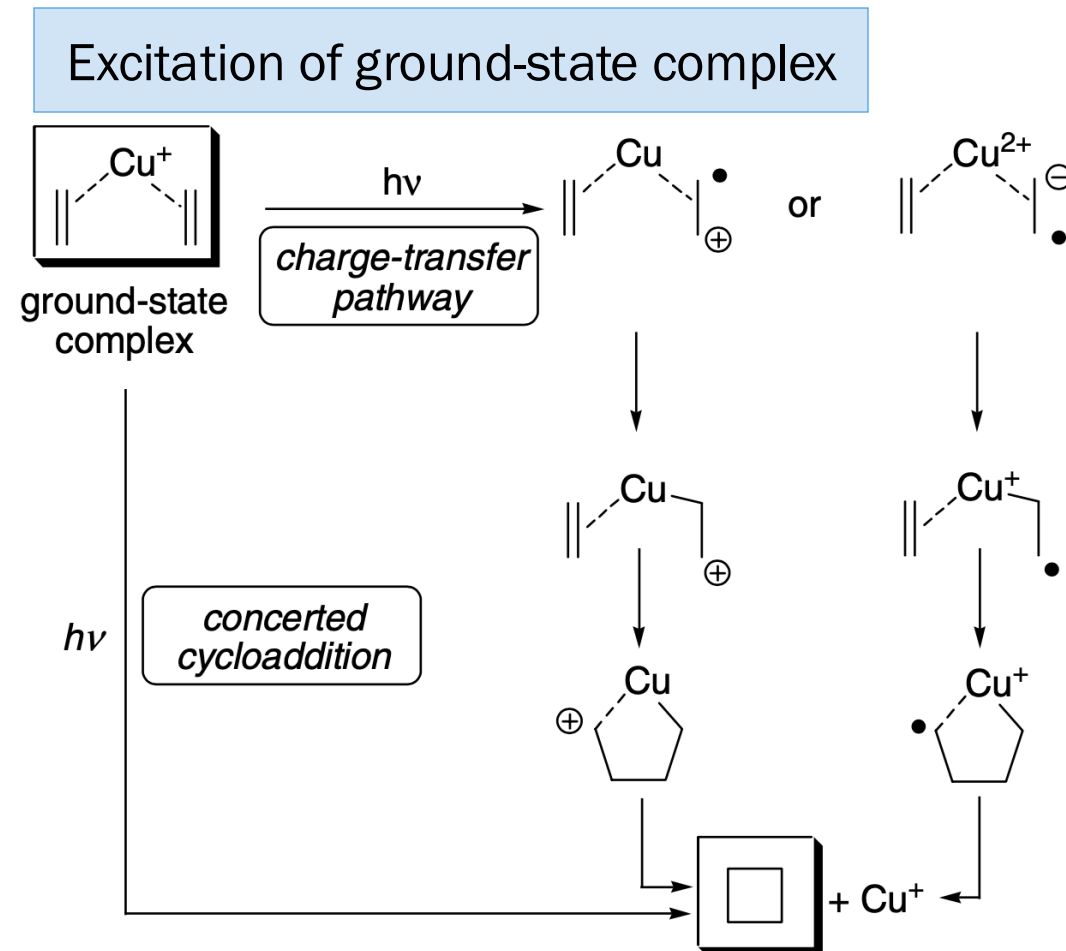 Excitation of ground-state complex
Cu⁺
ground-state
complex
hν
charge-transfer
pathway
Cu
•
⊕
or
Cu²⁺
⊖
•
Cu
⊕
Cu⁺
•
hν
concerted
cycloaddition
Cu
⊕
Cu⁺
•
+ Cu⁺